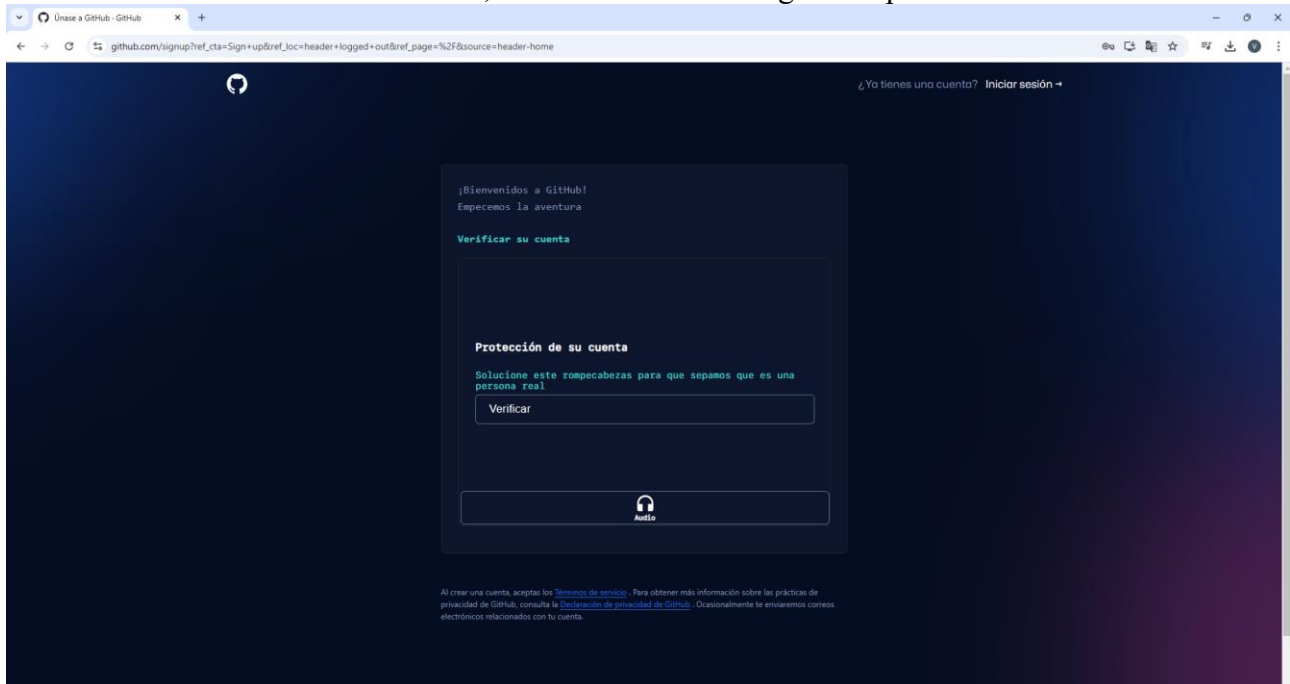 Únase a GitHub · GitHub
github.com/signup?ref_cta=Sign+up&ref_loc=header+logged+out&ref_page=%2F&source=header-home
V
¿Ya tienes una cuenta? Iniciar sesión →
¡Bienvenidos a GitHub!
Empecemos la aventura
Verificar su cuenta
Protección de su cuenta
Solucione este rompecabezas para que sepamos que es una
persona real
Verificar
Audio
Al crear una cuenta, aceptas los Términos de servicio . Para obtener más información sobre las prácticas de
privacidad de GitHub, consulta la Declaración de privacidad de GitHub . Ocasionalmente te enviaremos correos
electrónicos relacionados con tu cuenta.